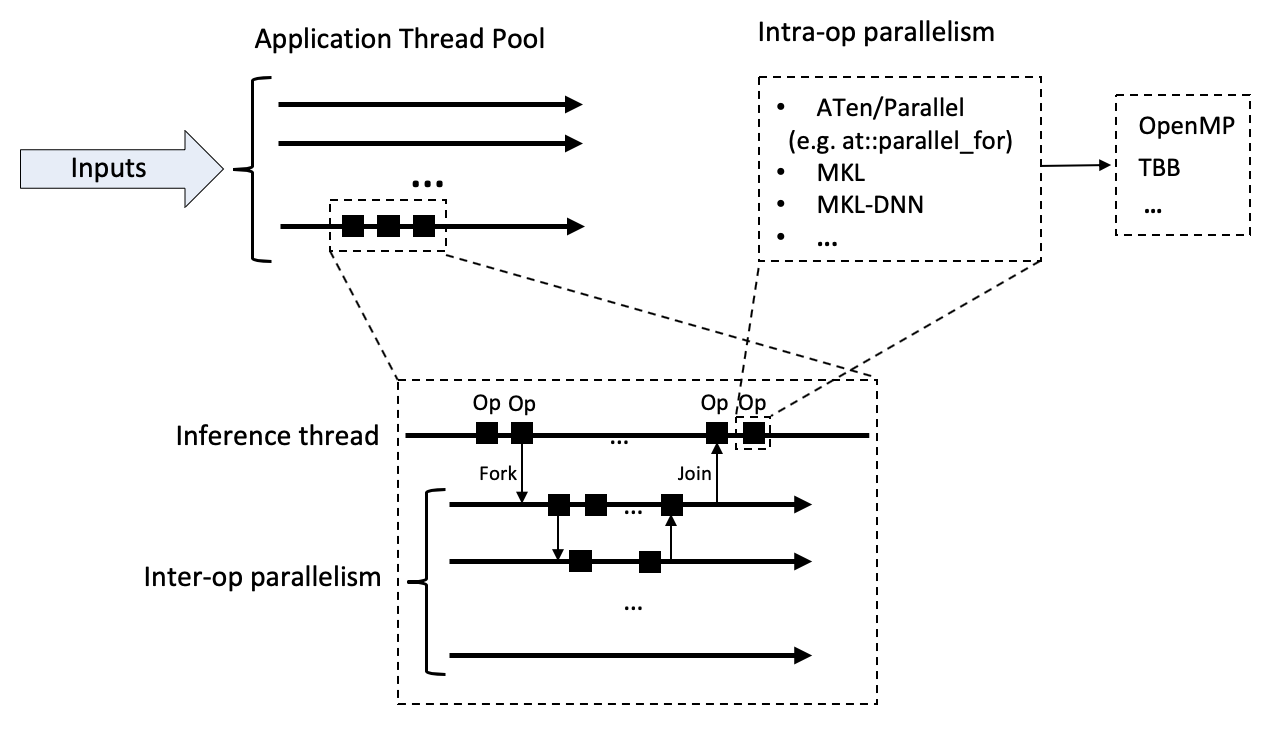 Application Thread Pool
Intra-op parallelism
Inputs
...
• ATen/Parallel
(e.g. at::parallel_for)
• MKL
• MKL-DNN
• ...
OpenMP
TBB
...
Op Op
Op Op
Inference thread
...
Fork
Join
...
Inter-op parallelism
...